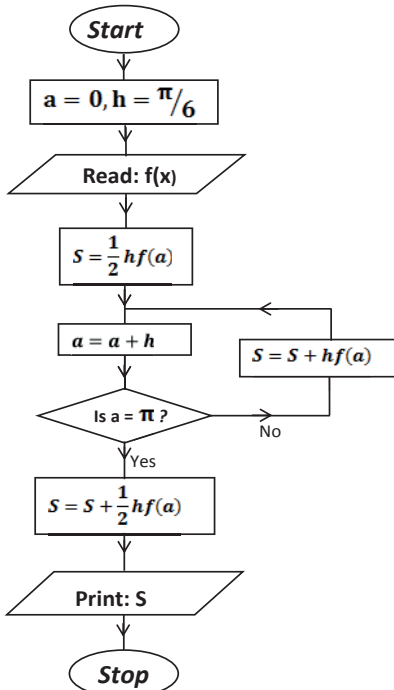 Start
a = 0, h = π/6
Read: f(x)
S = 1/2 hf(a)
a = a + h
S = S + hf(a)
Is a = π ?
No
Yes
S = S + 1/2 hf(a)
Print: S
Stop